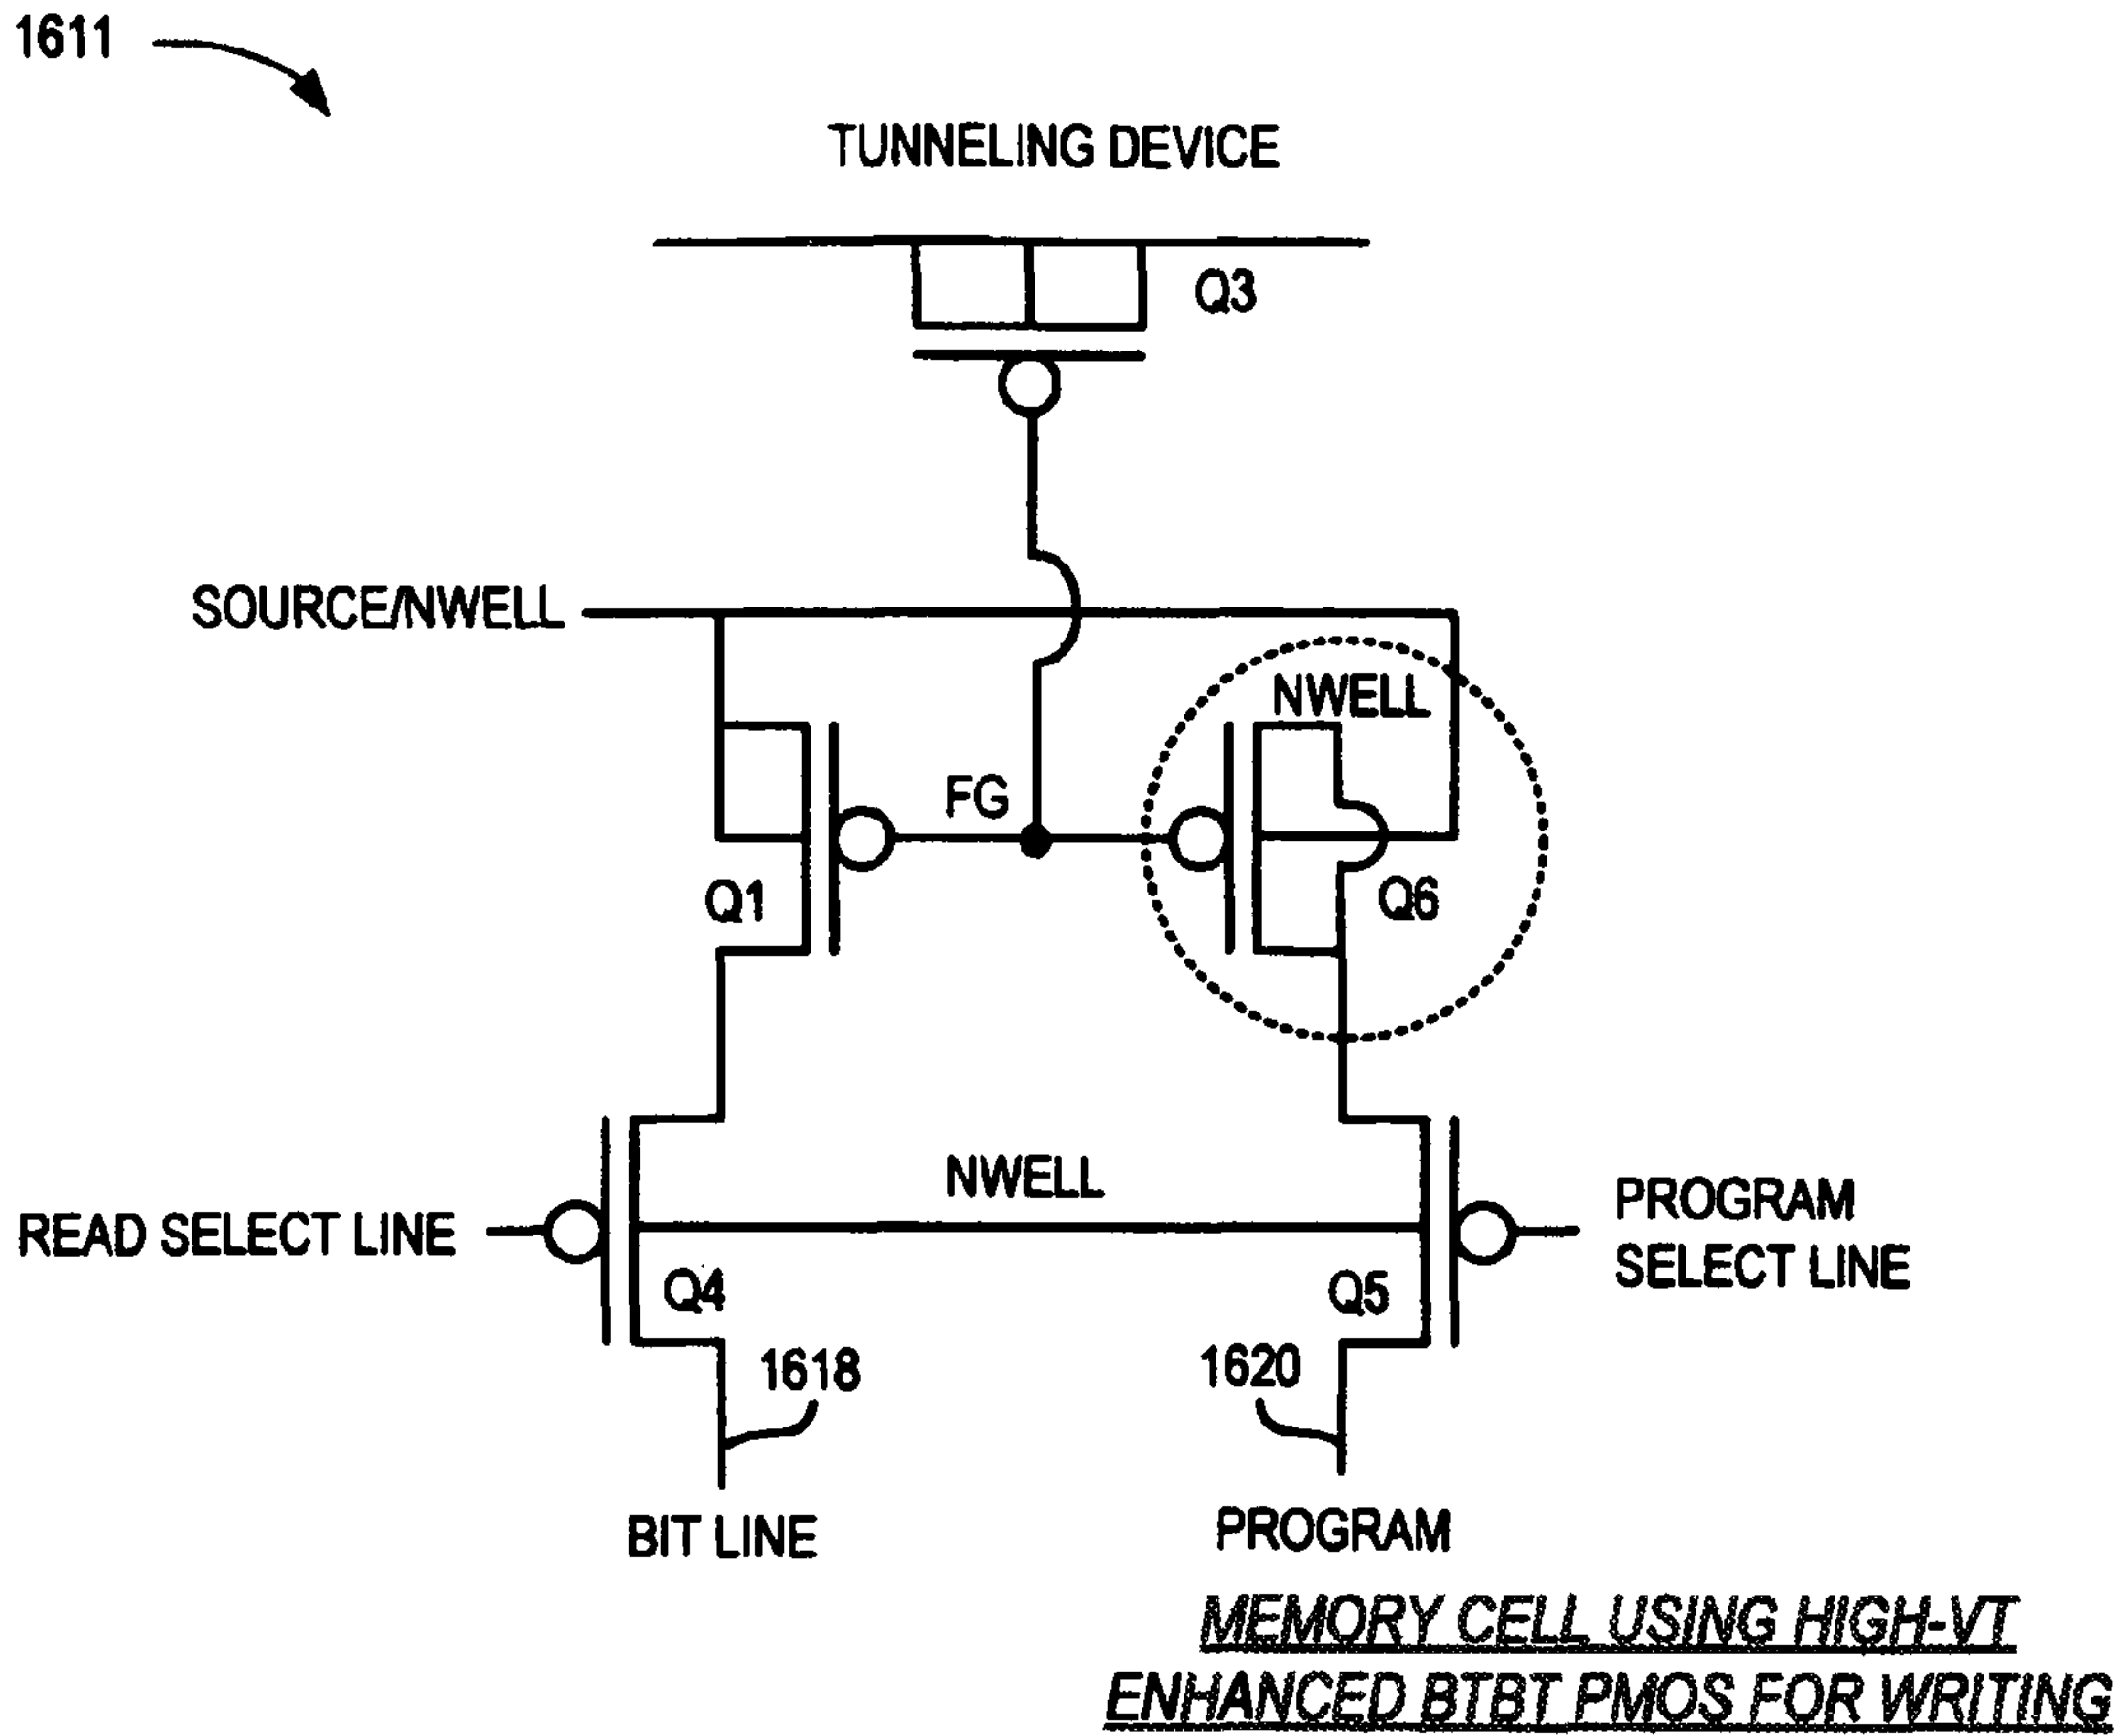 1611
TUNNELING DEVICE
Q3
SOURCE/NWELL
NWELL
FG
Q1
Q6
NWELL
READ SELECT LINE
PROGRAM
SELECT LINE
Q4
Q5
1618
1620
BIT LINE
PROGRAM
MEMORY CELL USING HIGH-VT
ENHANCED BTBT PMOS FOR WRITING